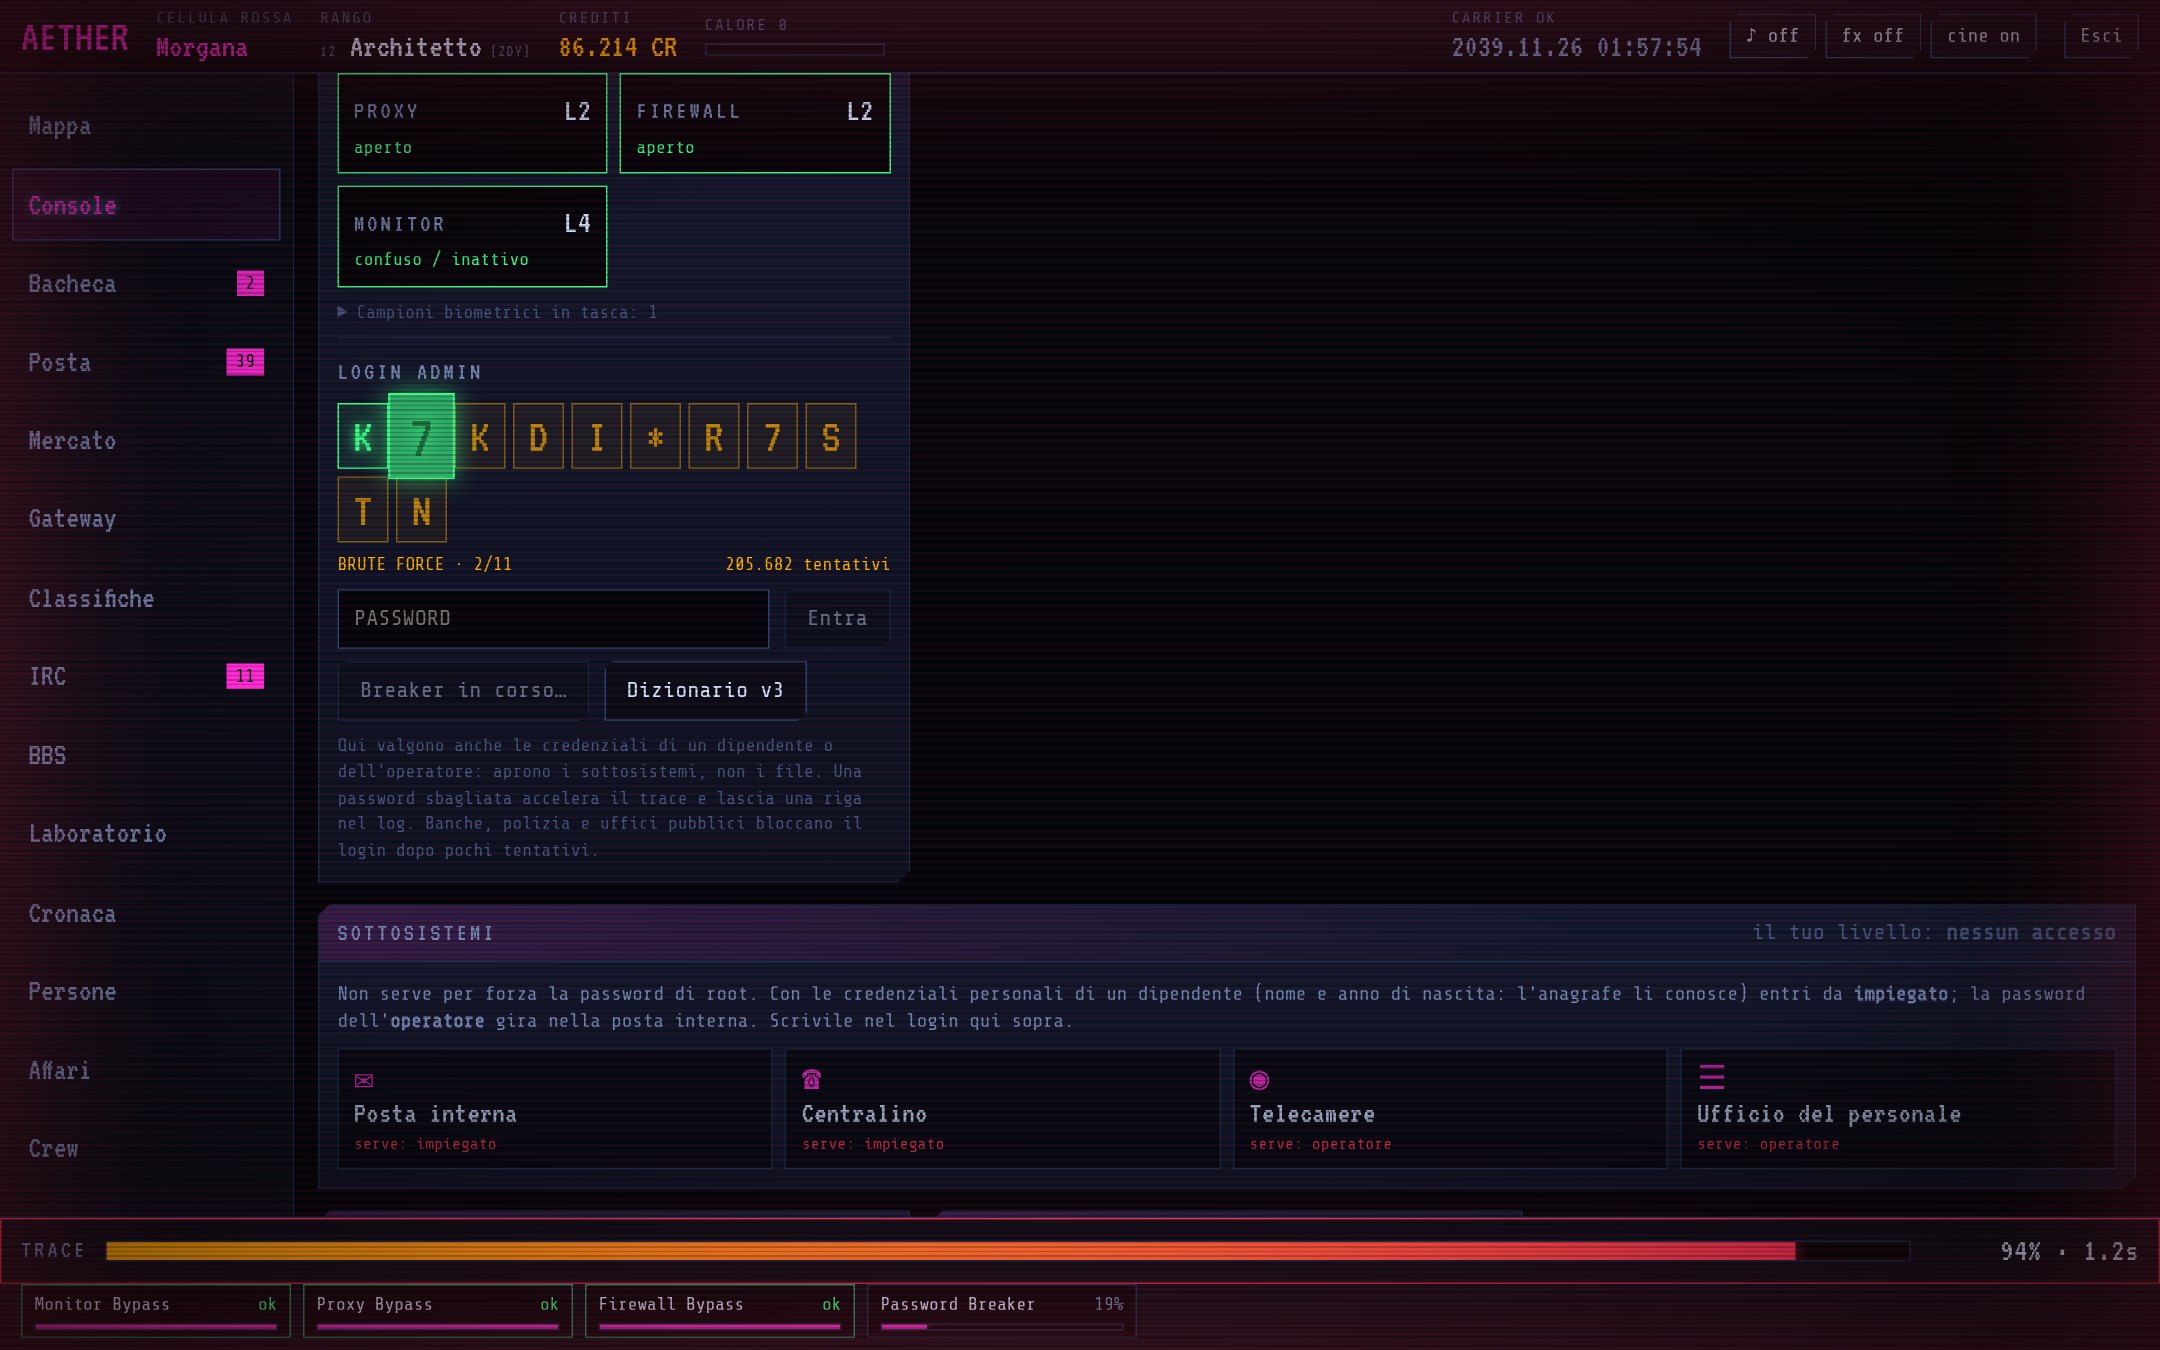 AETHER
CELLULA ROSSA
Morgana
RANGO
12 Architetto [ZDY]
CREDITI
86.214 CR
CALORE 0
CARRIER OK
2039.11.26 01:57:54
♪ off
fx off
cine on
Esci
Mappa
Console
Bacheca 2
Posta 39
Mercato
Gateway
Classifiche
IRC 11
BBS
Laboratorio
Cronaca
Persone
Affari
Crew
PROXY L2
aperto
FIREWALL L2
aperto
MONITOR L4
confuso / inattivo
▶ Campioni biometrici in tasca: 1
LOGIN ADMIN
K 7 K D I * R 7 S
T N
BRUTE FORCE · 2/11 205.682 tentativi
PASSWORD
Entra
Breaker in corso…
Dizionario v3
Qui valgono anche le credenziali di un dipendente o
dell'operatore: aprono i sottosistemi, non i file. Una
password sbagliata accelera il trace e lascia una riga
nel log. Banche, polizia e uffici pubblici bloccano il
login dopo pochi tentativi.
SOTTOSISTEMI
il tuo livello: nessun accesso
Non serve per forza la password di root. Con le credenziali personali di un dipendente (nome e anno di nascita: l'anagrafe li conosce) entri da impiegato; la password
dell'operatore gira nella posta interna. Scrivile nel login qui sopra.
Posta interna
serve: impiegato
Centralino
serve: impiegato
Telecamere
serve: operatore
Ufficio del personale
serve: operatore
TRACE 94% · 1.2s
Monitor Bypass ok
Proxy Bypass ok
Firewall Bypass ok
Password Breaker 19%